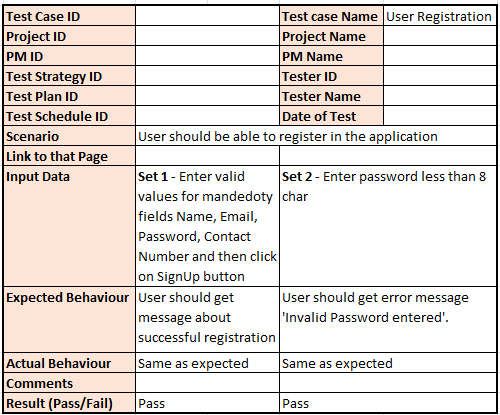 Test Case ID Test case Name User Registration
Project ID Project Name
PM ID PM Name
Test Strategy ID Tester ID
Test Plan ID Tester Name
Test Schedule ID Date of Test
Scenario User should be able to register in the application
Link to that Page
Input Data Set 1 - Enter valid Set 2 - Enter password less than 8
values for mandedoty char
fields Name, Email,
Password, Contact
Number and then click
on SignUp button
Expected Behaviour User should get User should get error message
message about 'Invalid Password entered'.
successful registration
Actual Behaviour Same as expected Same as expected
Comments
Result (Pass/Fail) Pass Pass